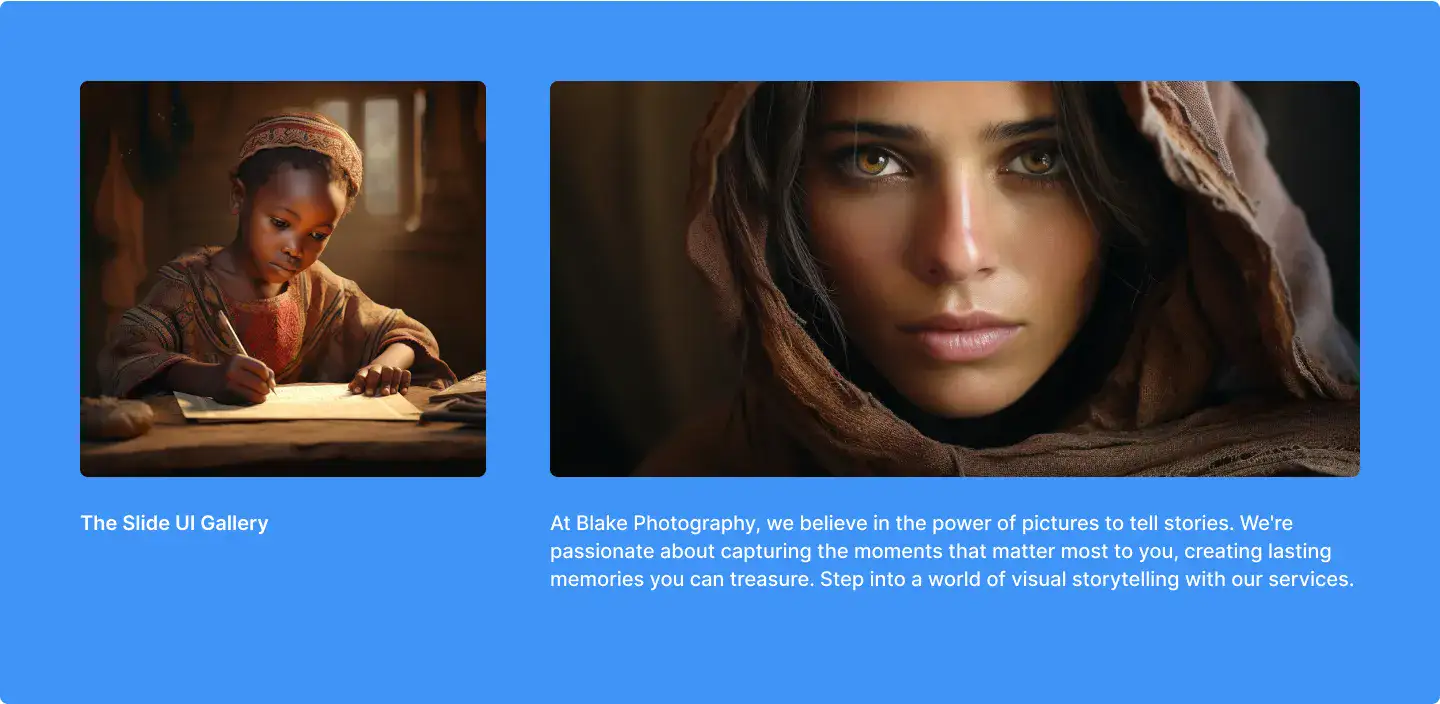 The Slide UI Gallery
At Blake Photography, we believe in the power of pictures to tell stories. We're
passionate about capturing the moments that matter most to you, creating lasting
memories you can treasure. Step into a world of visual storytelling with our services.